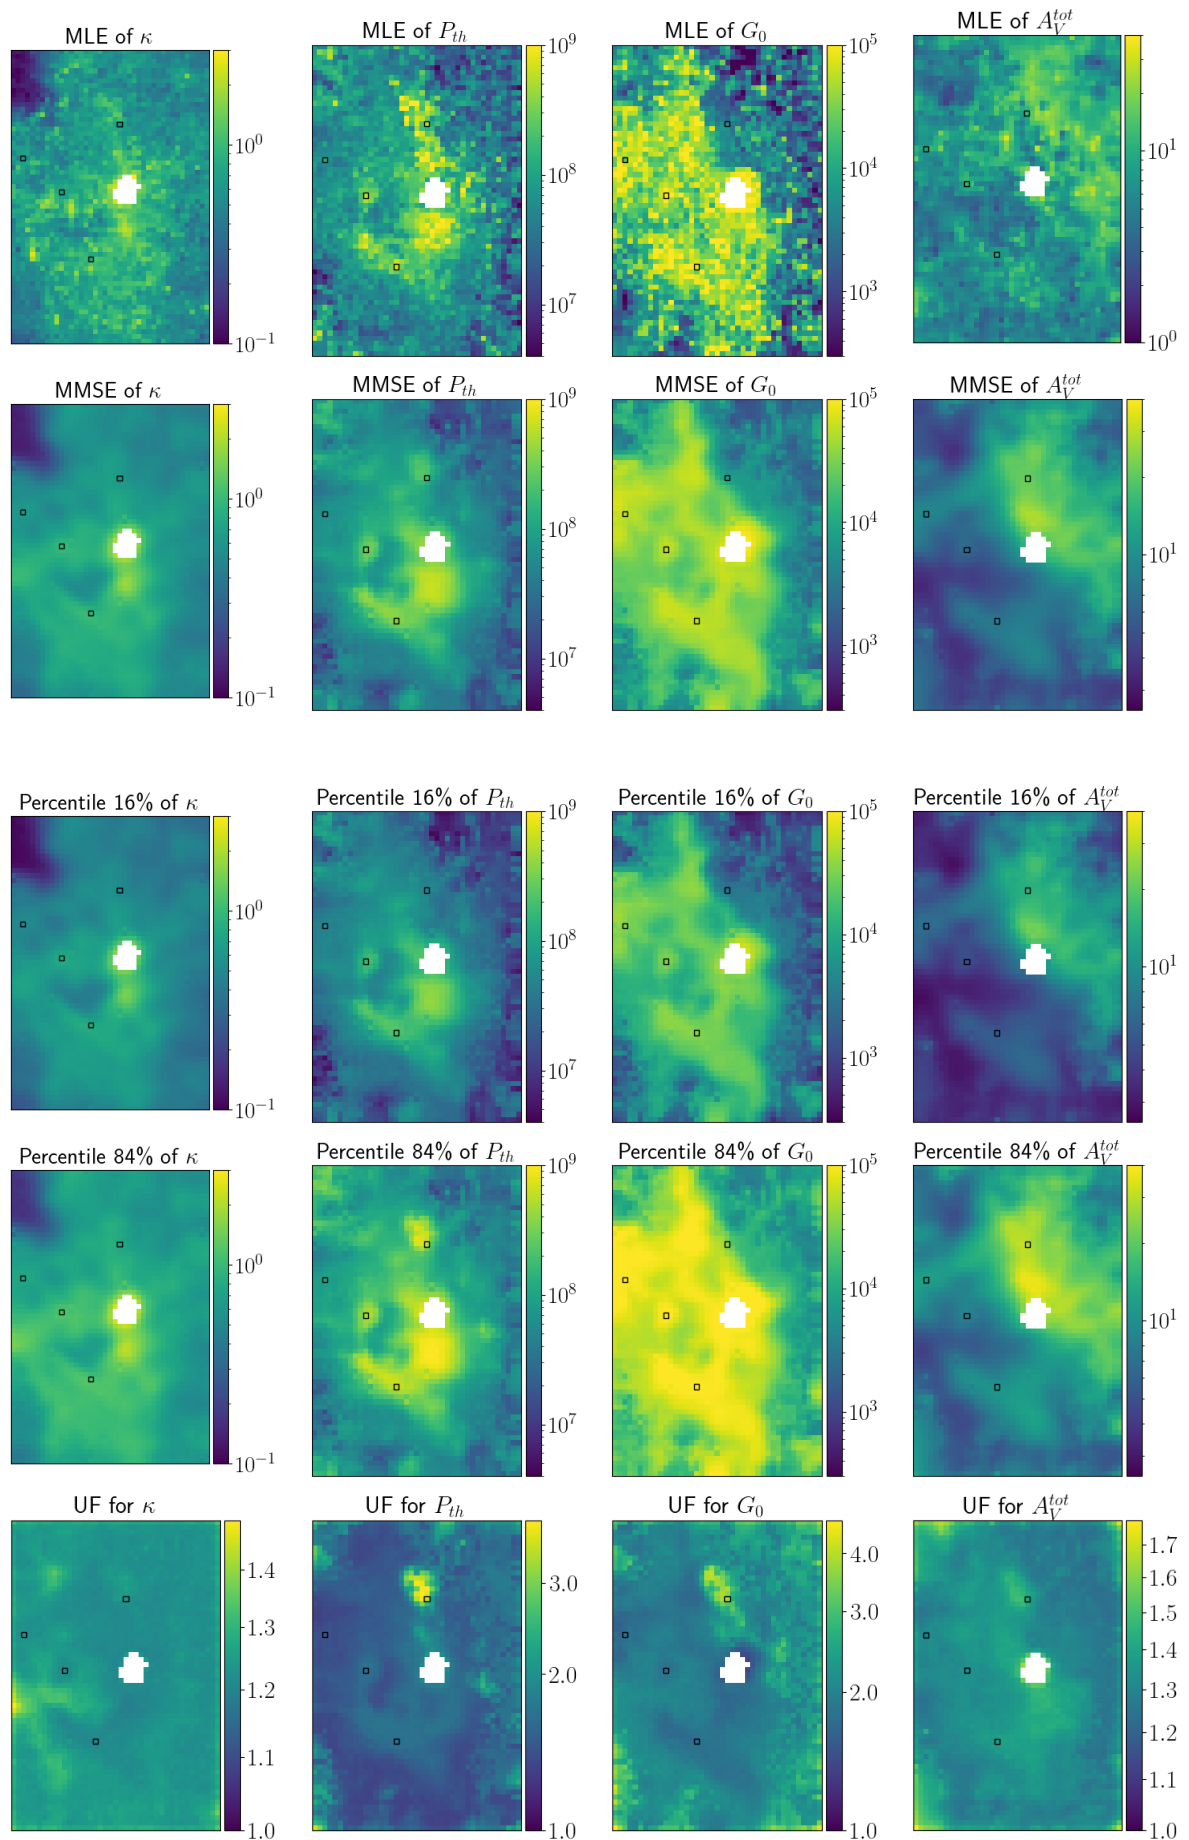 MLE of κ
MLE of P_th
MLE of G_0
MLE of A_V^tot
10^0
10^-1
10^9
10^8
10^7
10^5
10^4
10^3
10^1
10^0
MMSE of κ
MMSE of P_th
MMSE of G_0
MMSE of A_V^tot
10^0
10^-1
10^9
10^8
10^7
10^5
10^4
10^3
10^1
Percentile 16% of κ
Percentile 16% of P_th
Percentile 16% of G_0
Percentile 16% of A_V^tot
10^0
10^-1
10^9
10^8
10^7
10^5
10^4
10^3
10^1
Percentile 84% of κ
Percentile 84% of P_th
Percentile 84% of G_0
Percentile 84% of A_V^tot
10^0
10^-1
10^9
10^8
10^7
10^5
10^4
10^3
10^1
UF for κ
UF for P_th
UF for G_0
UF for A_V^tot
1.4
1.3
1.2
1.1
1.0
3.0
2.0
1.0
4.0
3.0
2.0
1.0
1.7
1.6
1.5
1.4
1.3
1.2
1.1
1.0